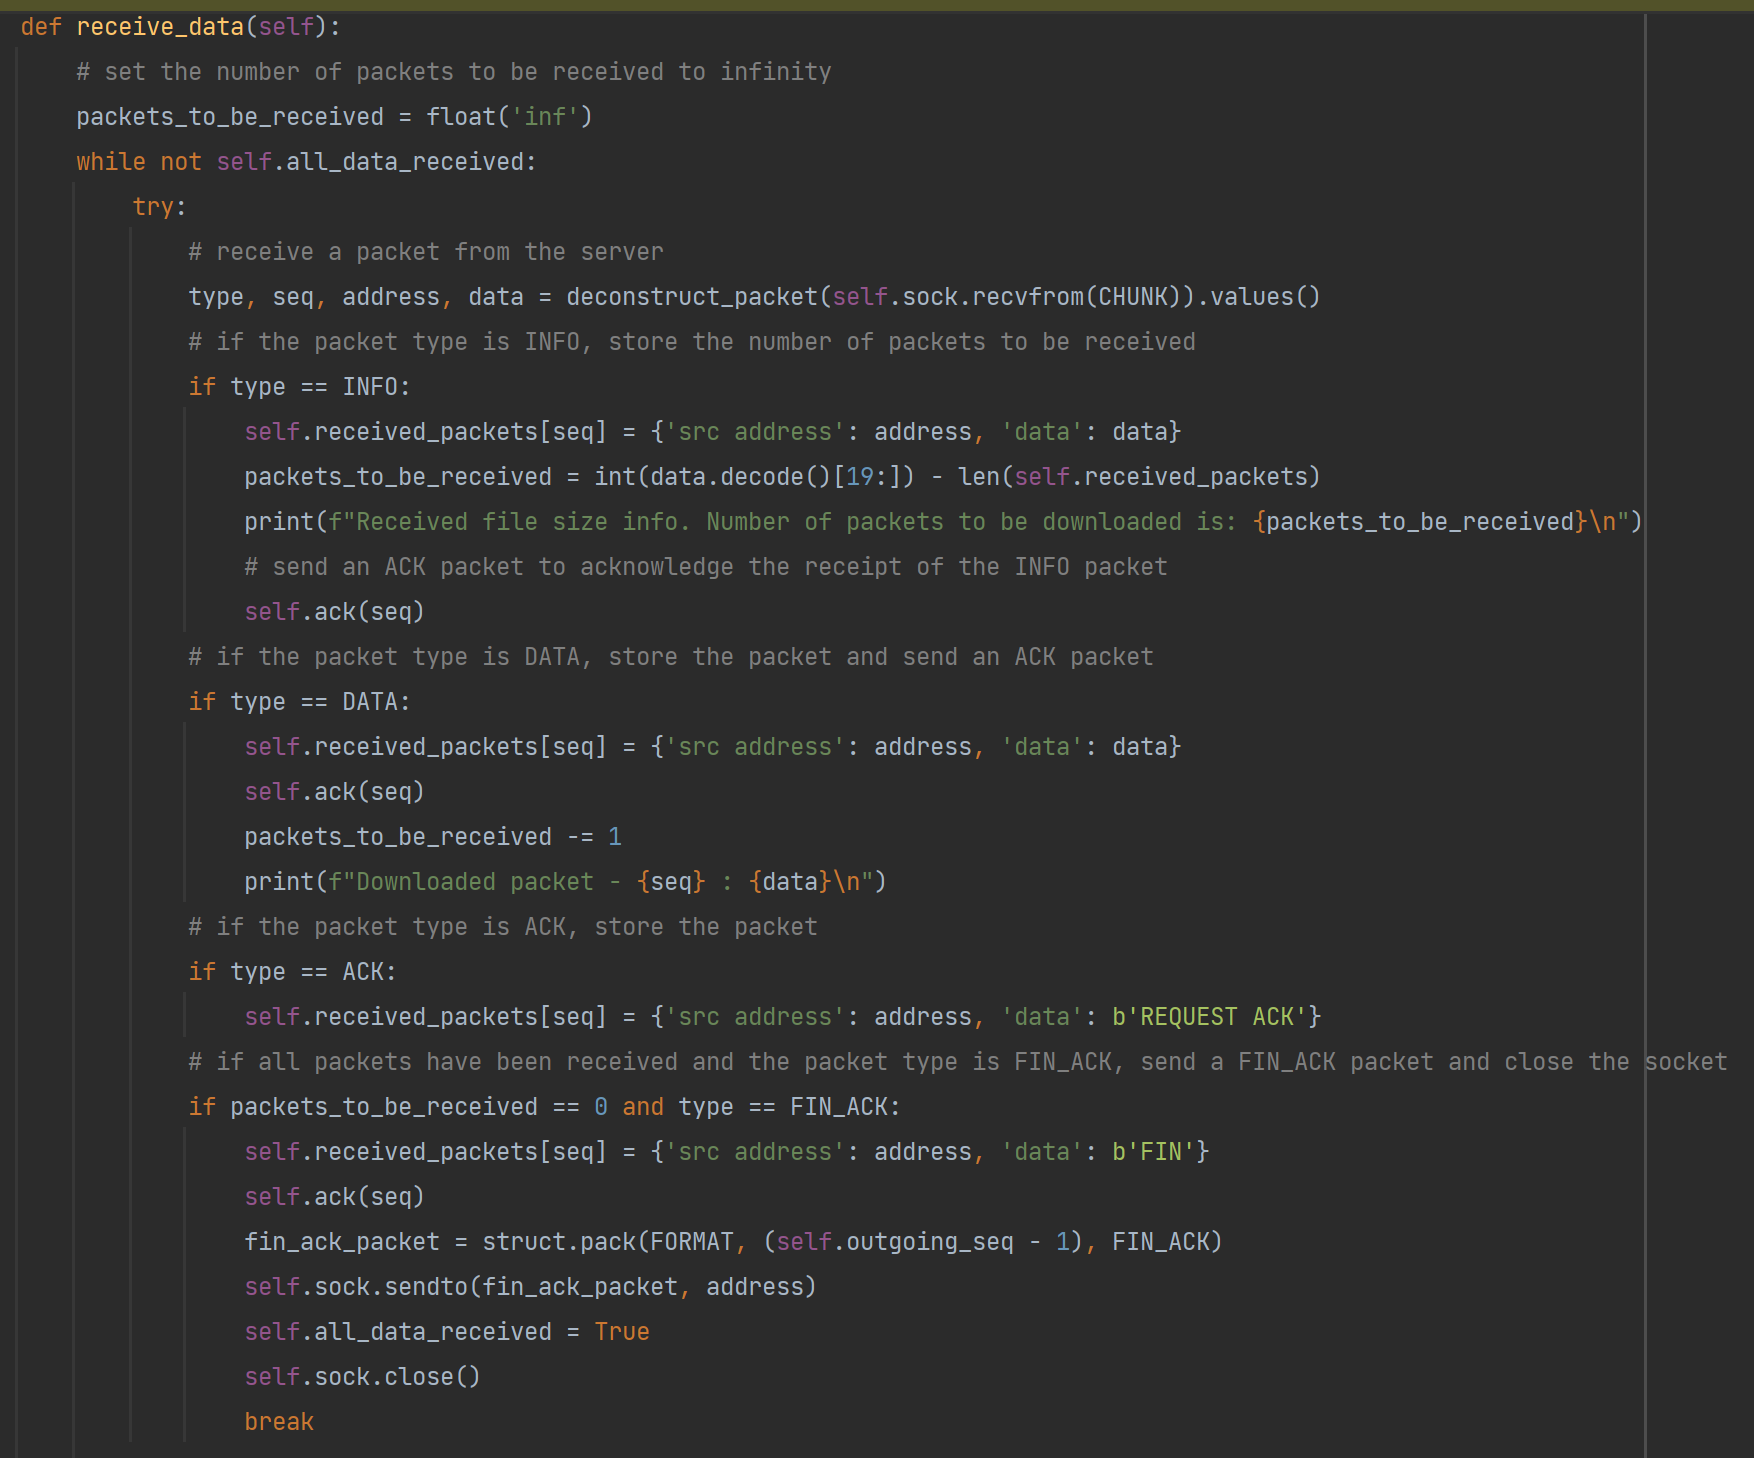 def receive_data(self):
    # set the number of packets to be received to infinity
    packets_to_be_received = float('inf')
    while not self.all_data_received:
        try:
            # receive a packet from the server
            type, seq, address, data = deconstruct_packet(self.sock.recvfrom(CHUNK)).values()
            # if the packet type is INFO, store the number of packets to be received
            if type == INFO:
                self.received_packets[seq] = {'src address': address, 'data': data}
                packets_to_be_received = int(data.decode()[19:]) - len(self.received_packets)
                print(f"Received file size info. Number of packets to be downloaded is: {packets_to_be_received}\n")
                # send an ACK packet to acknowledge the receipt of the INFO packet
                self.ack(seq)
            # if the packet type is DATA, store the packet and send an ACK packet
            if type == DATA:
                self.received_packets[seq] = {'src address': address, 'data': data}
                self.ack(seq)
                packets_to_be_received -= 1
                print(f"Downloaded packet - {seq} : {data}\n")
            # if the packet type is ACK, store the packet
            if type == ACK:
                self.received_packets[seq] = {'src address': address, 'data': b'REQUEST ACK'}
            # if all packets have been received and the packet type is FIN_ACK, send a FIN_ACK packet and close the socket
            if packets_to_be_received == 0 and type == FIN_ACK:
                self.received_packets[seq] = {'src address': address, 'data': b'FIN'}
                self.ack(seq)
                fin_ack_packet = struct.pack(FORMAT, (self.outgoing_seq - 1), FIN_ACK)
                self.sock.sendto(fin_ack_packet, address)
                self.all_data_received = True
                self.sock.close()
                break